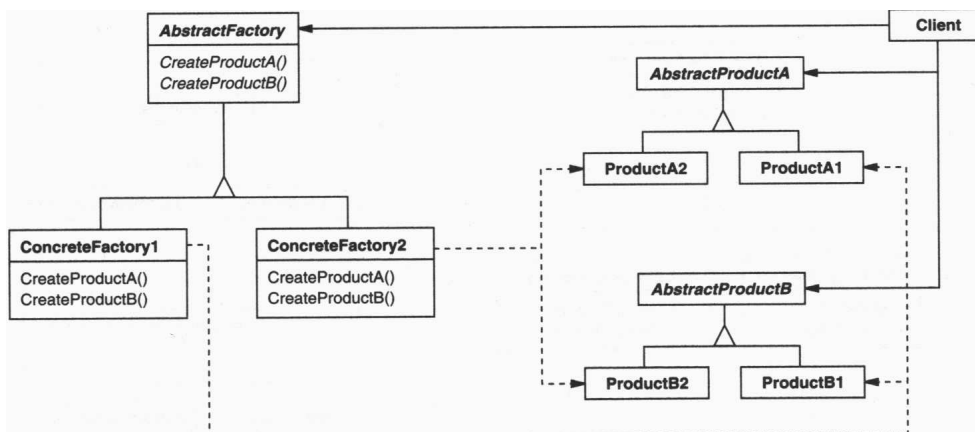 AbstractFactory
CreateProductA()
CreateProductB()
Client
AbstractProductA
ProductA2
ProductA1
ConcreteFactory1
CreateProductA()
CreateProductB()
ConcreteFactory2
CreateProductA()
CreateProductB()
AbstractProductB
ProductB2
ProductB1